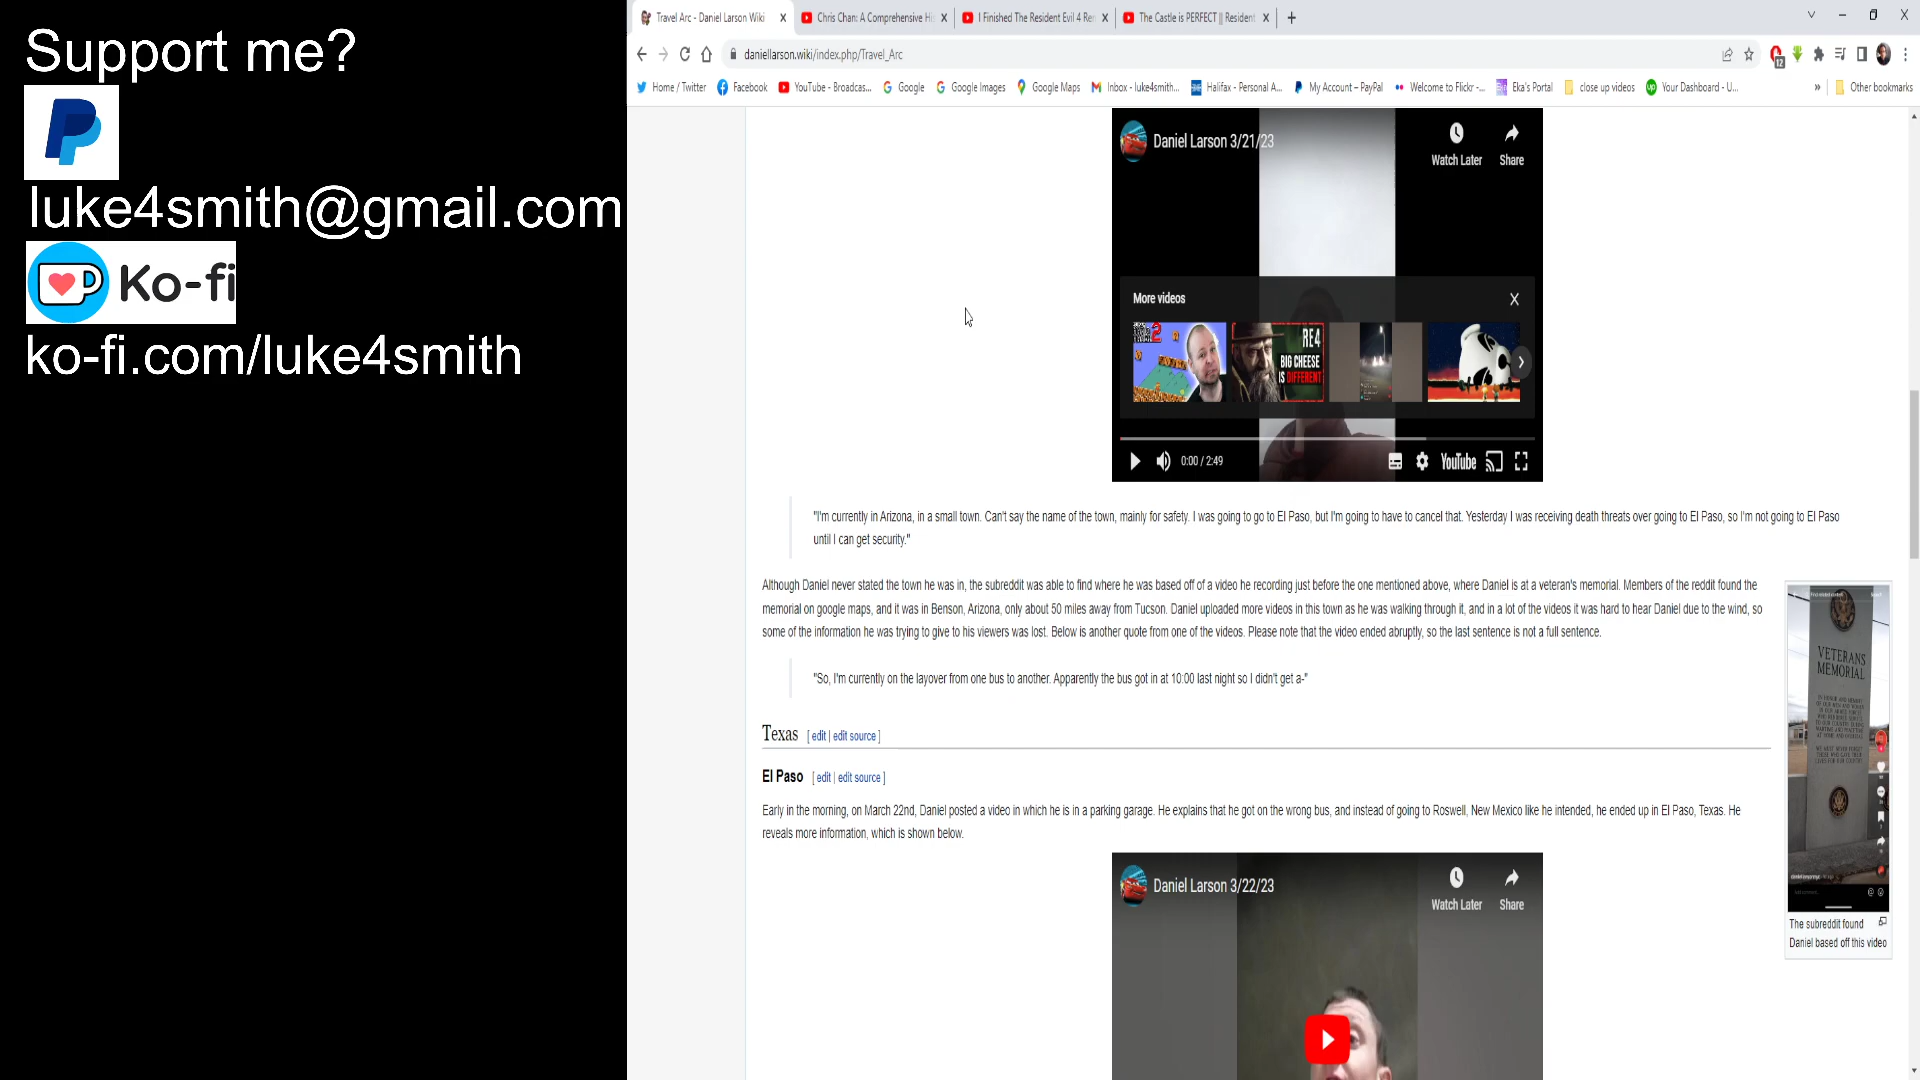 Support me?
luke4smith@gmail.com
Ko-fi
ko-fi.com/luke4smith
Travel Arc - Daniel Larson Wiki
Chris Chan: A Comprehensive Hi
I Finished The Resident Evil 4 Re
The Castle is PERFECT || Resident
daniellarson.wiki/index.php/Travel_Arc
12
Home / Twitter
Facebook
YouTube - Broadcas...
Google
Google Images
Google Maps
Inbox - luke4smith...
Halifax - Personal A...
My Account – PayPal
Welcome to Flickr -...
Eka's Portal
close up videos
Your Dashboard - U...
»
Other bookmarks
Daniel Larson 3/21/23
Watch Later
Share
More videos
RE4
BIG CHEESE
IS DIFFERENT
0:00 / 2:49
YouTube
"I'm currently in Arizona, in a small town. Can't say the name of the town, mainly for safety. I was going to go to El Paso, but I'm going to have to cancel that. Yesterday I was receiving death threats over going to El Paso, so I'm not going to El Paso
until I can get security."
Although Daniel never stated the town he was in, the subreddit was able to find where he was based off of a video he recording just before the one mentioned above, where Daniel is at a veteran's memorial. Members of the reddit found the
memorial on google maps, and it was in Benson, Arizona, only about 50 miles away from Tucson. Daniel uploaded more videos in this town as he was walking through it, and in a lot of the videos it was hard to hear Daniel due to the wind, so
some of the information he was trying to give to his viewers was lost. Below is another quote from one of the videos. Please note that the video ended abruptly, so the last sentence is not a full sentence.
"So, I'm currently on the layover from one bus to another. Apparently the bus got in at 10:00 last night so I didn't get a-"
VETERANS
MEMORIAL
The subreddit found
Daniel based off this video
Texas [ edit | edit source ]
El Paso [ edit | edit source ]
Early in the morning, on March 22nd, Daniel posted a video in which he is in a parking garage. He explains that he got on the wrong bus, and instead of going to Roswell, New Mexico like he intended, he ended up in El Paso, Texas. He
reveals more information, which is shown below.
Daniel Larson 3/22/23
Watch Later
Share